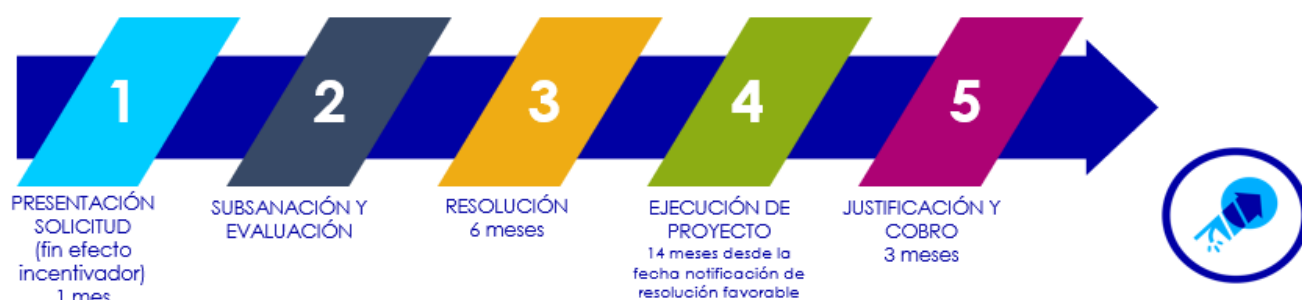 1
PRESENTACIÓN
SOLICITUD
(fin efecto
incentivador)
1 mes
2
SUBSANACIÓN Y
EVALUACIÓN
3
RESOLUCIÓN
6 meses
4
EJECUCIÓN DE
PROYECTO
14 meses desde la
fecha notificación de
resolución favorable
5
JUSTIFICACIÓN Y
COBRO
3 meses